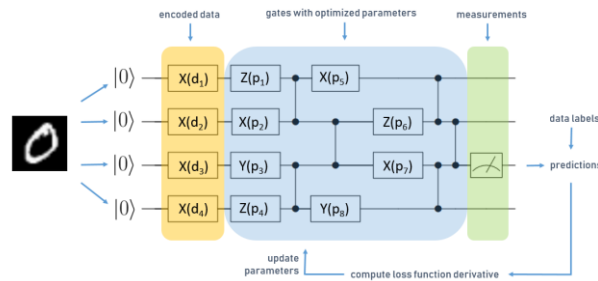 encoded data
gates with optimized parameters
measurements
|0⟩ X(d₁) Z(p₁) X(p₅)
|0⟩ X(d₂) X(p₂) Z(p₆)
data labels
|0⟩ X(d₃) Y(p₃) X(p₇)
predictions
|0⟩ X(d₄) Z(p₄) Y(p₈)
update
parameters
compute loss function derivative